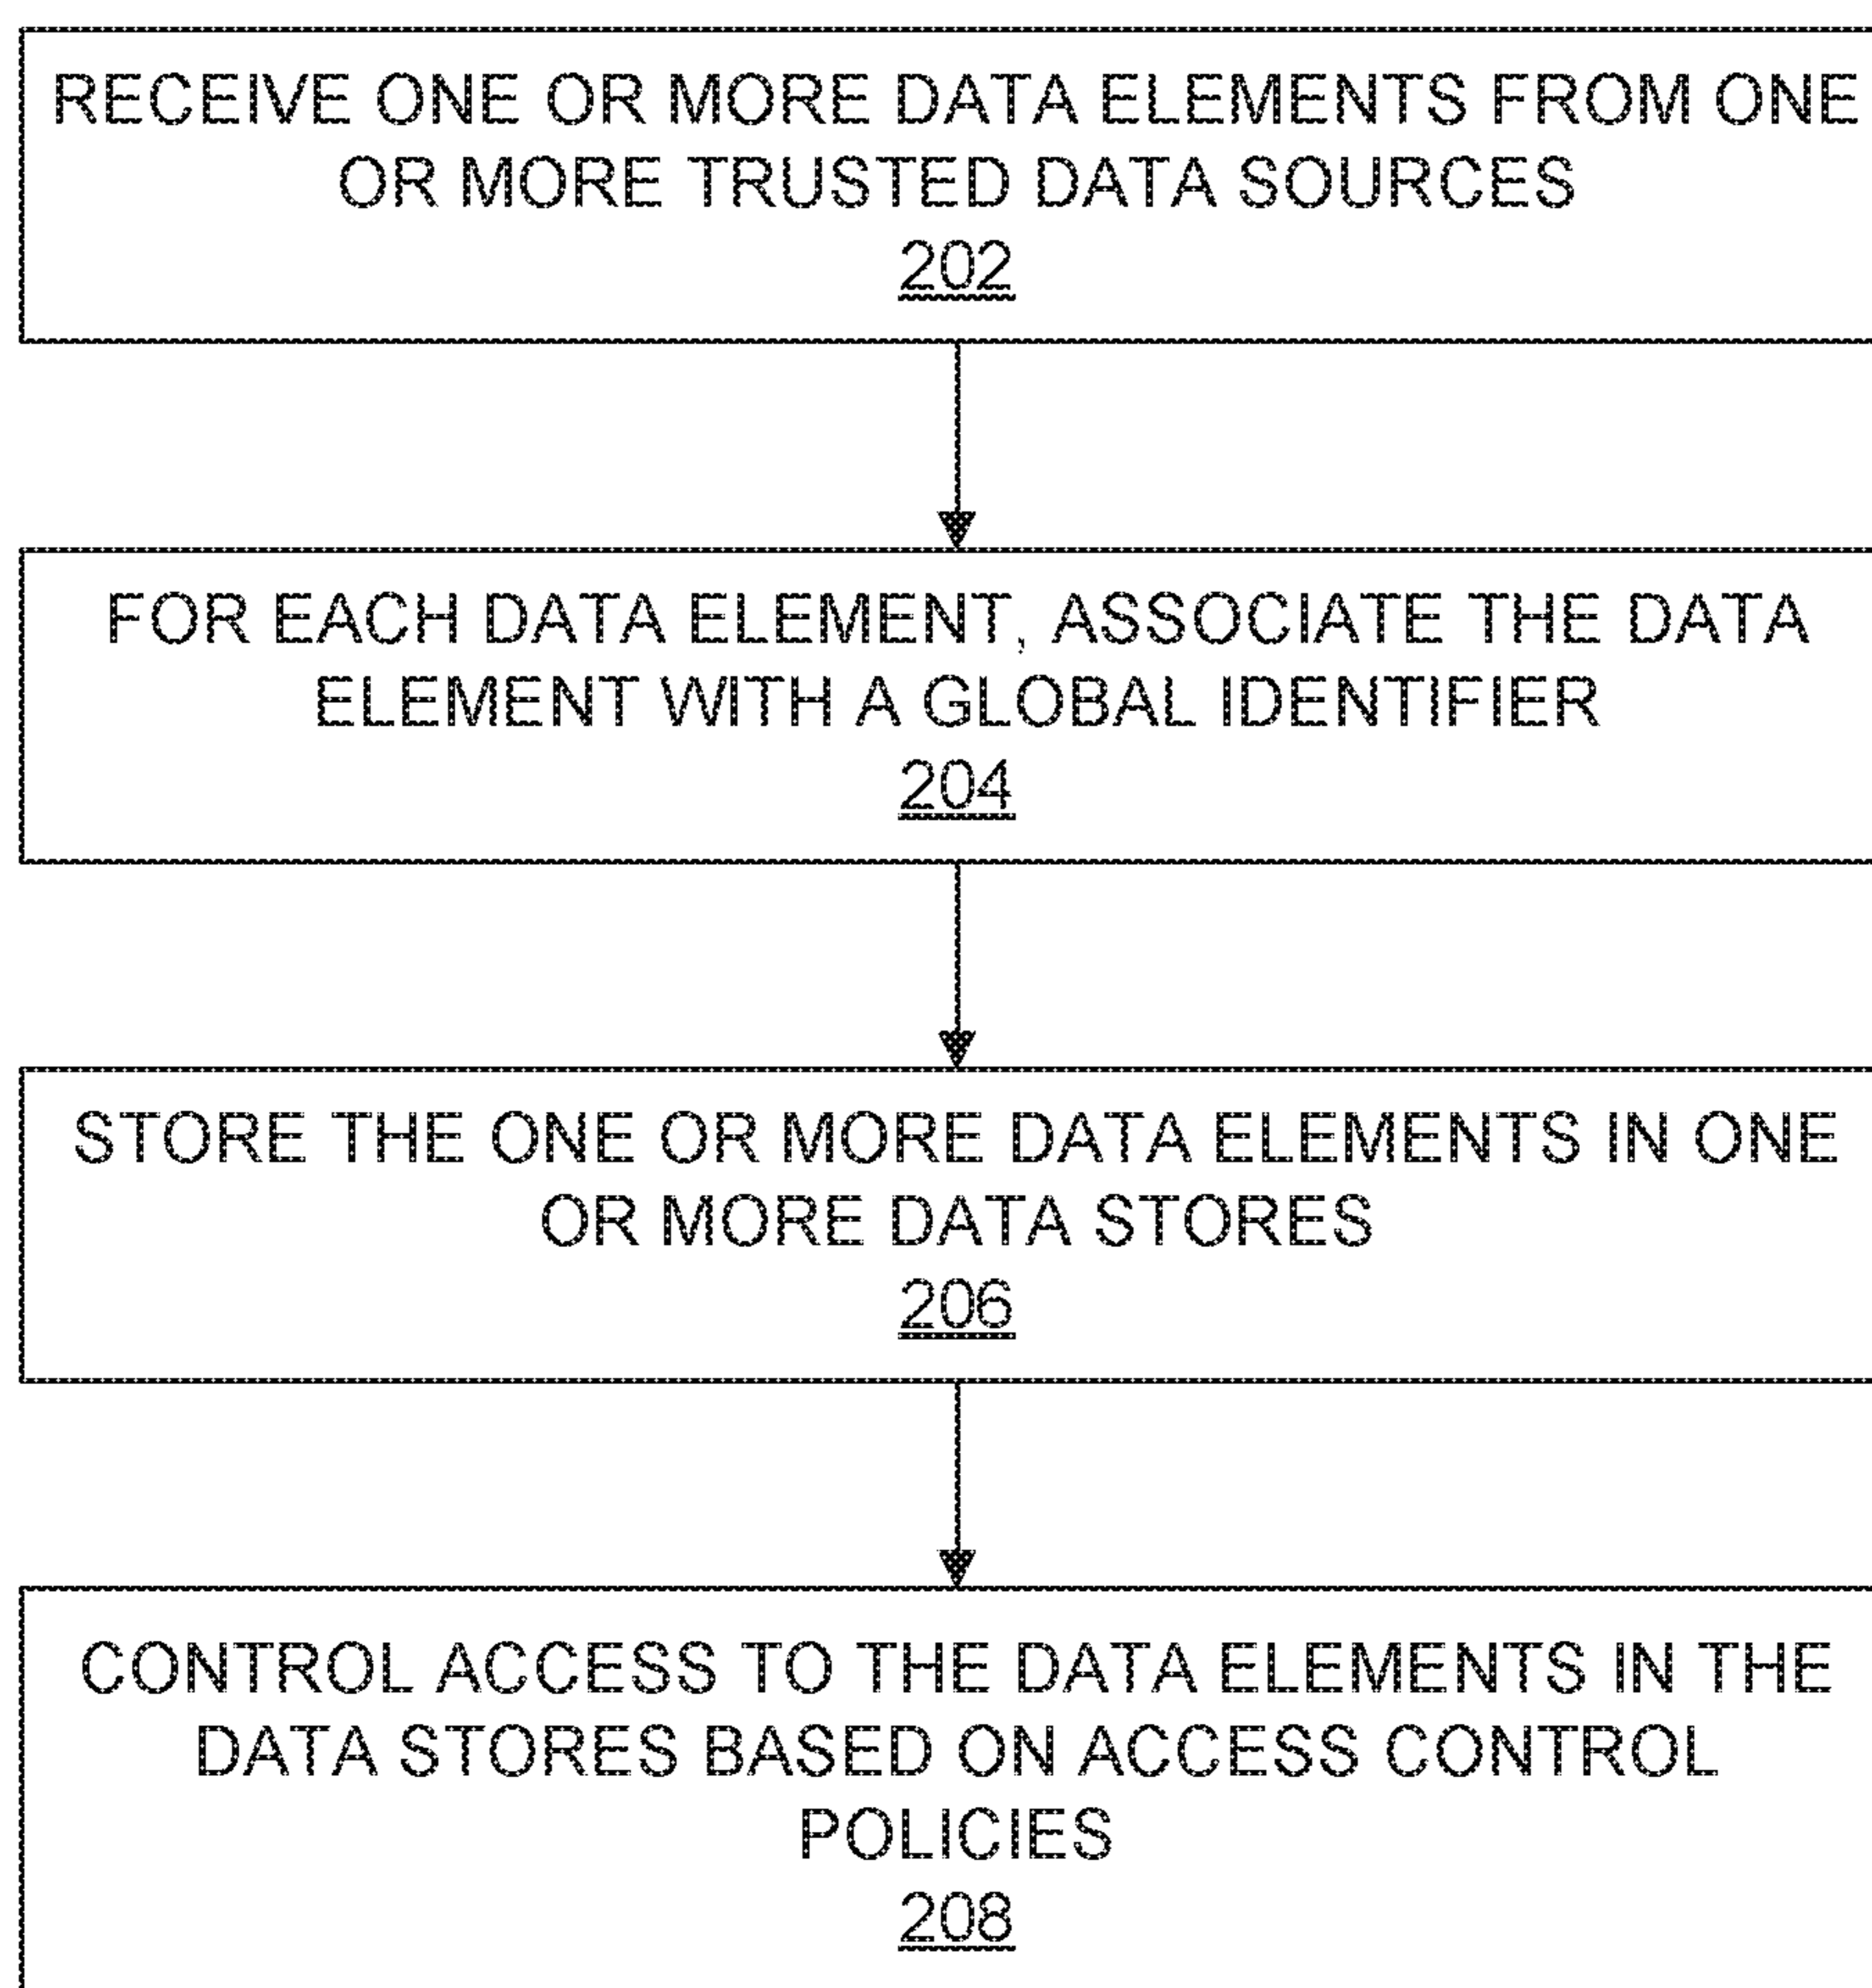 RECEIVE ONE OR MORE DATA ELEMENTS FROM ONE
OR MORE TRUSTED DATA SOURCES
202
FOR EACH DATA ELEMENT, ASSOCIATE THE DATA
ELEMENT WITH A GLOBAL IDENTIFIER
204
STORE THE ONE OR MORE DATA ELEMENTS IN ONE
OR MORE DATA STORES
206
CONTROL ACCESS TO THE DATA ELEMENTS IN THE
DATA STORES BASED ON ACCESS CONTROL
POLICIES
208